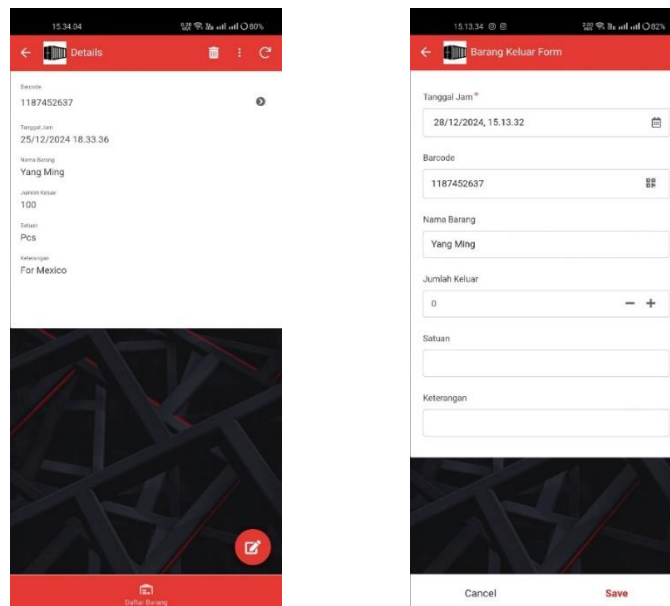 15.34.04
80%
Details
Barcode
1187452637
Tanggal Jam
25/12/2024 18.33.36
Nama Barang
Yang Ming
Jumlah Keluar
100
Satuan
Pcs
Keterangan
For Mexico
Daftar Barang
15.13.34
82%
Barang Keluar Form
Tanggal Jam*
28/12/2024, 15.13.32
Barcode
1187452637
Nama Barang
Yang Ming
Jumlah Keluar
0
Satuan
Keterangan
Cancel
Save